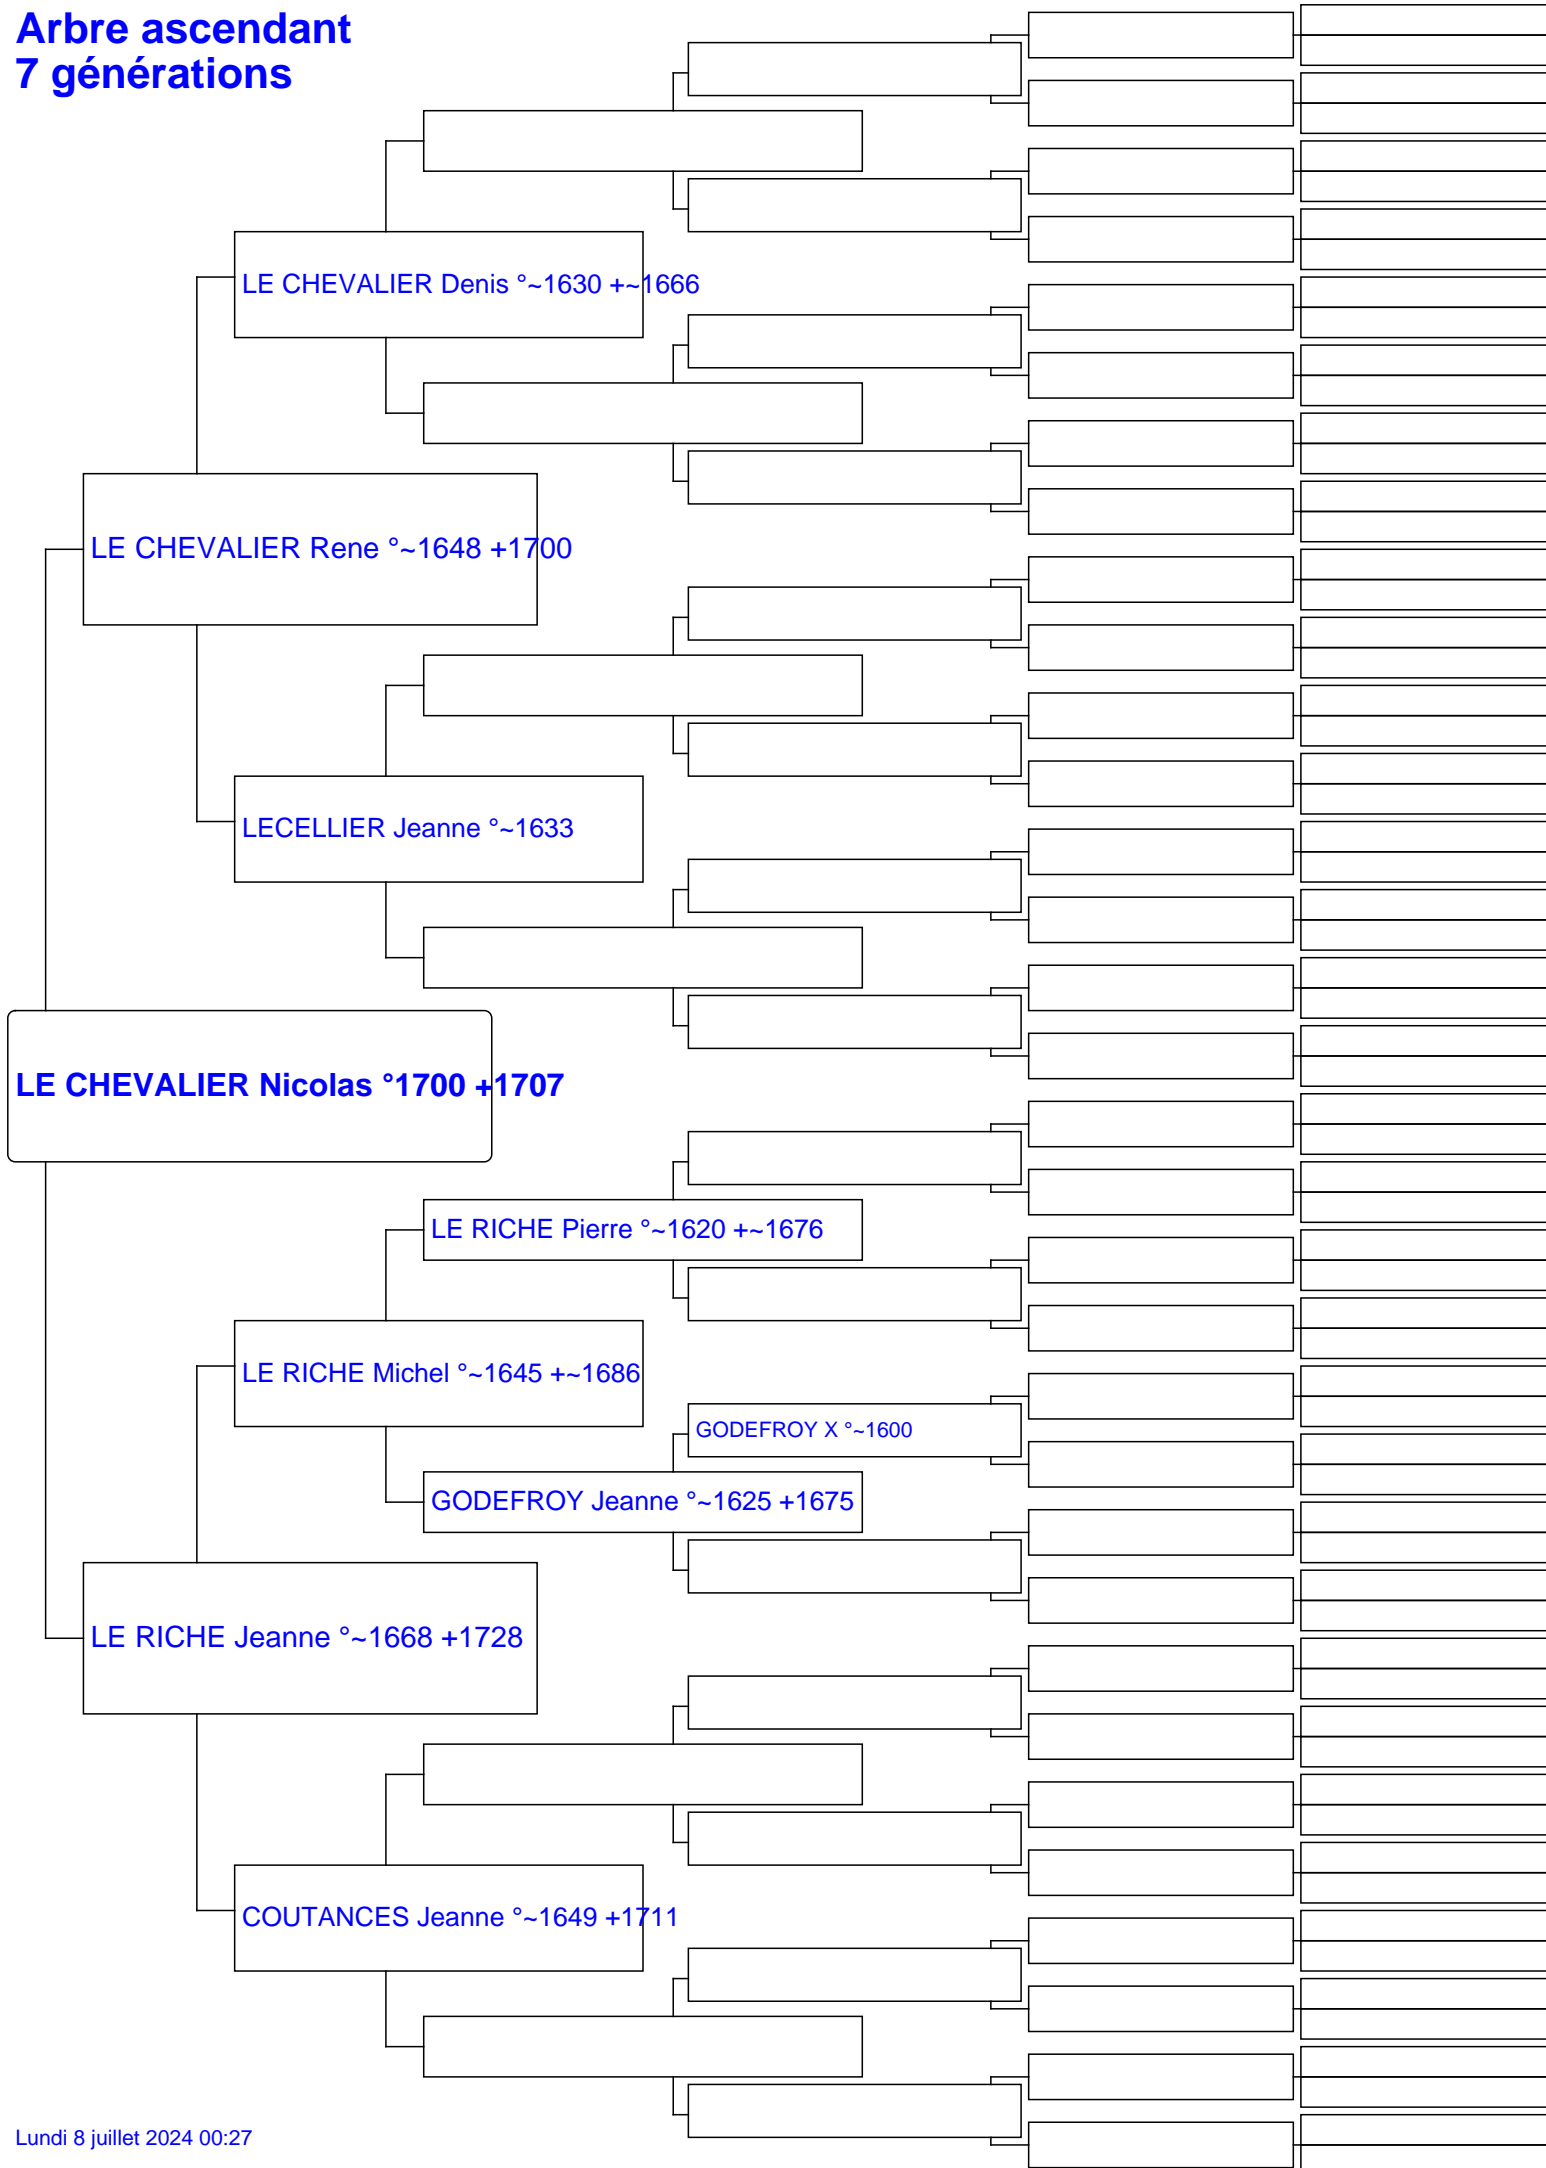 Arbre ascendant
7 générations
LE CHEVALIER Denis °~1630 +~1666
LE CHEVALIER Rene °~1648 +1700
LECELLIER Jeanne °~1633
LE CHEVALIER Nicolas °1700 +1707
LE RICHE Pierre °~1620 +~1676
LE RICHE Michel °~1645 +~1686
GODEFROY X °~1600
GODEFROY Jeanne °~1625 +1675
LE RICHE Jeanne °~1668 +1728
COUTANCES Jeanne °~1649 +1711
Lundi 8 juillet 2024 00:27